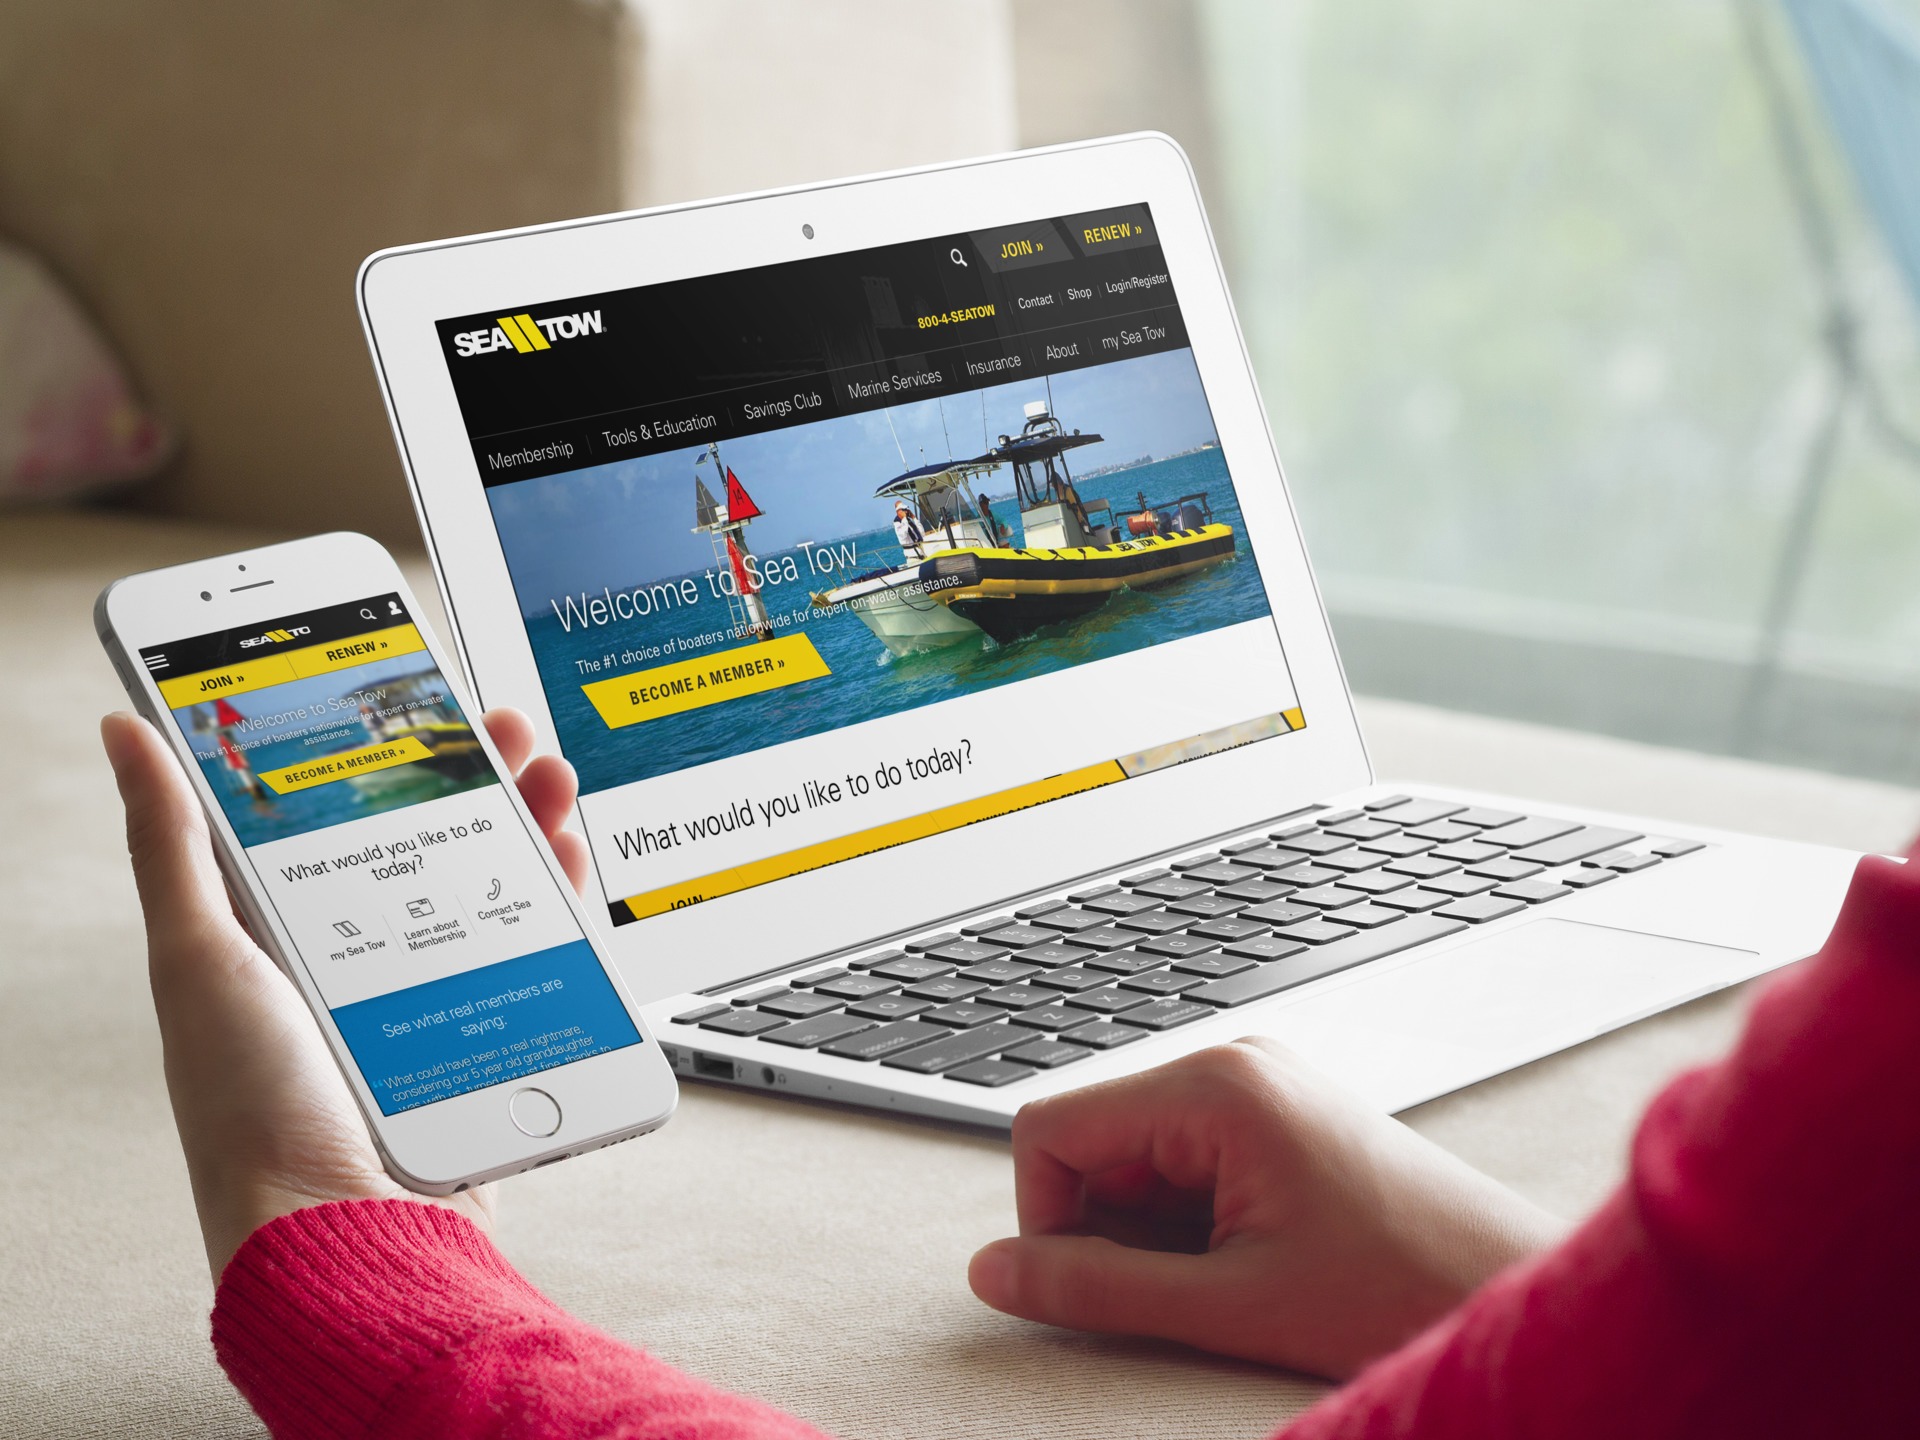 SEA TOW
JOIN »
RENEW »
800-4-SEATOW
Contact
Shop
Login/Register
Membership
Tools & Education
Savings Club
Marine Services
Insurance
About
my Sea Tow
14
SEA TOW
Welcome to Sea Tow
The #1 choice of boaters nationwide for expert on-water assistance.
BECOME A MEMBER »
What would you like to do today?
JOIN »
SEA TO
JOIN »
RENEW »
Welcome to Sea Tow
The #1 choice of boaters nationwide for expert on-water
assistance.
BECOME A MEMBER »
What would you like to do
today?
my Sea Tow
Learn about
Membership
Contact Sea
Tow
See what real members are
saying:
“What could have been a real nightmare,
considering our 5 year old granddaughter
was with us, turned out just fine, thanks to